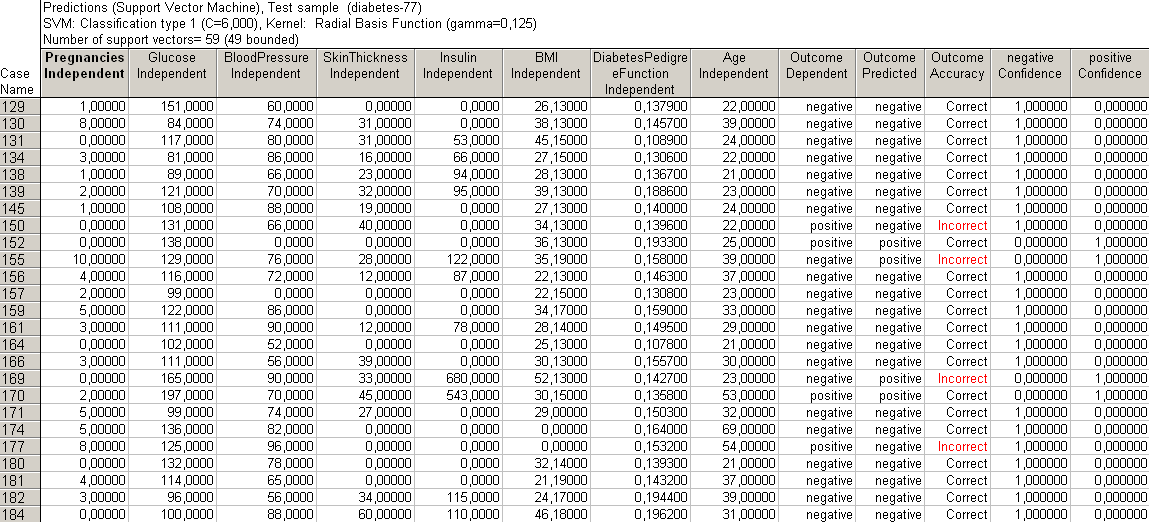 Predictions (Support Vector Machine), Test sample (diabetes-77)
SVM: Classification type 1 (C=6,000), Kernel: Radial Basis Function (gamma=0,125)
Number of support vectors= 59 (49 bounded)
Case Name Pregnancies Independent Glucose Independent BloodPressure Independent SkinThickness Independent Insulin Independent BMI Independent DiabetesPedigreeFunction Independent Age Independent Outcome Dependent Outcome Predicted Outcome Accuracy negative Confidence positive Confidence
129 1,00000 151,0000 60,0000 0,00000 0,0000 26,13000 0,137900 22,00000 negative negative Correct 1,000000 0,000000
130 8,00000 84,0000 74,0000 31,00000 0,0000 38,13000 0,145700 39,00000 negative negative Correct 1,000000 0,000000
131 0,00000 117,0000 80,0000 31,00000 53,0000 45,15000 0,108900 24,00000 negative negative Correct 1,000000 0,000000
134 3,00000 81,0000 86,0000 16,00000 66,0000 27,15000 0,130600 22,00000 negative negative Correct 1,000000 0,000000
138 1,00000 89,0000 66,0000 23,00000 94,0000 28,13000 0,136700 21,00000 negative negative Correct 1,000000 0,000000
139 2,00000 121,0000 70,0000 32,00000 95,0000 39,13000 0,188600 23,00000 negative negative Correct 1,000000 0,000000
145 1,00000 108,0000 88,0000 19,00000 0,0000 27,13000 0,140000 24,00000 negative negative Correct 1,000000 0,000000
150 0,00000 131,0000 66,0000 40,00000 0,0000 34,13000 0,139600 22,00000 positive negative Incorrect 1,000000 0,000000
152 0,00000 138,0000 0,0000 0,00000 0,0000 36,13000 0,193300 25,00000 positive positive Correct 0,000000 1,000000
155 10,00000 129,0000 76,0000 28,00000 122,0000 35,19000 0,158000 39,00000 negative positive Incorrect 0,000000 1,000000
156 4,00000 116,0000 72,0000 12,00000 87,0000 22,13000 0,146300 37,00000 negative negative Correct 1,000000 0,000000
157 2,00000 99,0000 0,0000 0,00000 0,0000 22,15000 0,130800 23,00000 negative negative Correct 1,000000 0,000000
159 5,00000 122,0000 86,0000 0,00000 0,0000 34,17000 0,159000 33,00000 negative negative Correct 1,000000 0,000000
161 3,00000 111,0000 90,0000 12,00000 78,0000 28,14000 0,149500 29,00000 negative negative Correct 1,000000 0,000000
164 0,00000 102,0000 52,0000 0,00000 0,0000 25,13000 0,107800 21,00000 negative negative Correct 1,000000 0,000000
166 3,00000 111,0000 56,0000 39,00000 0,0000 30,13000 0,155700 30,00000 negative negative Correct 1,000000 0,000000
169 0,00000 165,0000 90,0000 33,00000 680,0000 52,13000 0,142700 23,00000 negative positive Incorrect 0,000000 1,000000
170 2,00000 197,0000 70,0000 45,00000 543,0000 30,15000 0,135800 53,00000 positive positive Correct 0,000000 1,000000
171 5,00000 99,0000 74,0000 27,00000 0,0000 29,00000 0,150300 32,00000 negative negative Correct 1,000000 0,000000
174 5,00000 136,0000 82,0000 0,00000 0,0000 0,00000 0,164000 69,00000 negative negative Correct 1,000000 0,000000
177 8,00000 125,0000 96,0000 0,00000 0,0000 0,00000 0,153200 54,00000 positive negative Incorrect 1,000000 0,000000
180 0,00000 132,0000 78,0000 0,00000 0,0000 32,14000 0,139300 21,00000 negative negative Correct 1,000000 0,000000
181 4,00000 114,0000 65,0000 0,00000 0,0000 21,19000 0,143200 37,00000 negative negative Correct 1,000000 0,000000
182 3,00000 96,0000 56,0000 34,00000 115,0000 24,17000 0,194400 39,00000 negative negative Correct 1,000000 0,000000
184 0,00000 100,0000 88,0000 60,00000 110,0000 46,18000 0,196200 31,00000 negative negative Correct 1,000000 0,000000